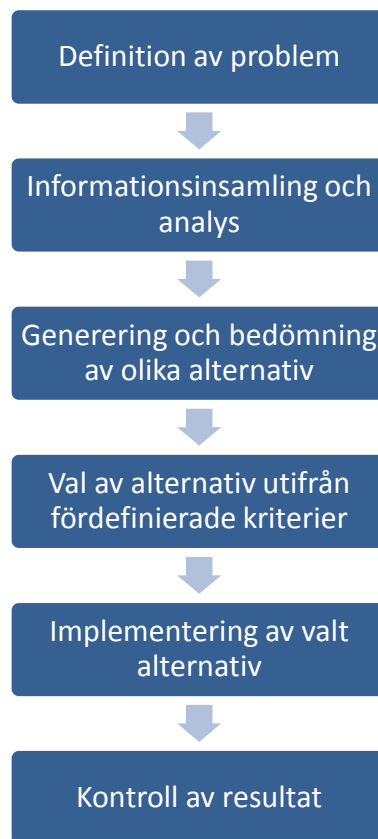 Definition av problem
Informationsinsamling och
analys
Generering och bedömning
av olika alternativ
Val av alternativ utifrån
fördefinierade kriterier
Implementering av valt
alternativ
Kontroll av resultat